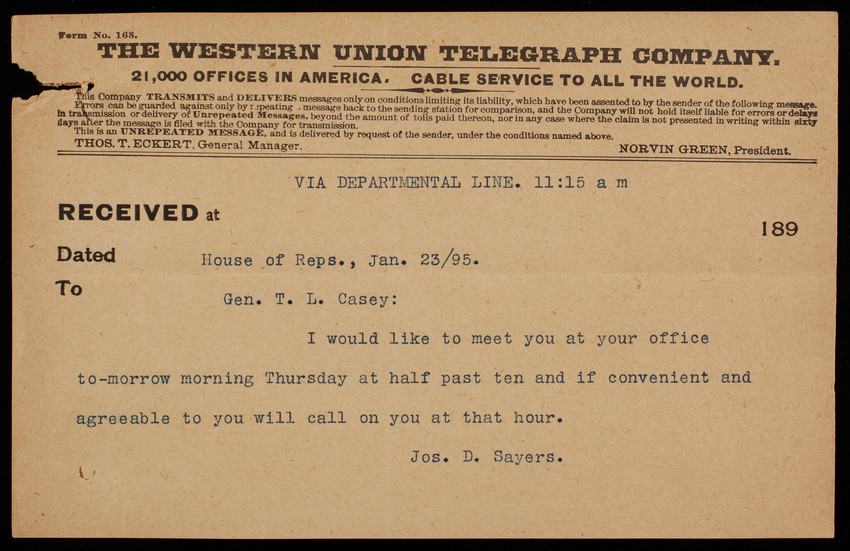 Form No. 168.
THE WESTERN UNION TELEGRAPH COMPANY.
21,000 OFFICES IN AMERICA. CABLE SERVICE TO ALL THE WORLD.
This Company TRANSMITS and DELIVERS messages only on conditions limiting its liability, which have been assented to by the sender of the following message.
Errors can be guarded against only by repeating message back to the sending station for comparison, and the Company will not hold itself liable for errors or delays
in transmission or delivery of Unrepeated Messages, beyond the amount of tolls paid thereon, nor in any case where the claim is not presented in writing within sixty
days after the message is filed with the Company for transmission.
This is an UNREPEATED MESSAGE, and is delivered by request of the sender, under the conditions named above.
THOS. T. ECKERT, General Manager. NORVIN GREEN, President.
VIA DEPARTMENTAL LINE. 11:15 a m
RECEIVED at
189
Dated House of Reps., Jan. 23/95.
To Gen. T. L. Casey:
I would like to meet you at your office
to-morrow morning Thursday at half past ten and if convenient and
agreeable to you will call on you at that hour.
Jos. D. Sayers.